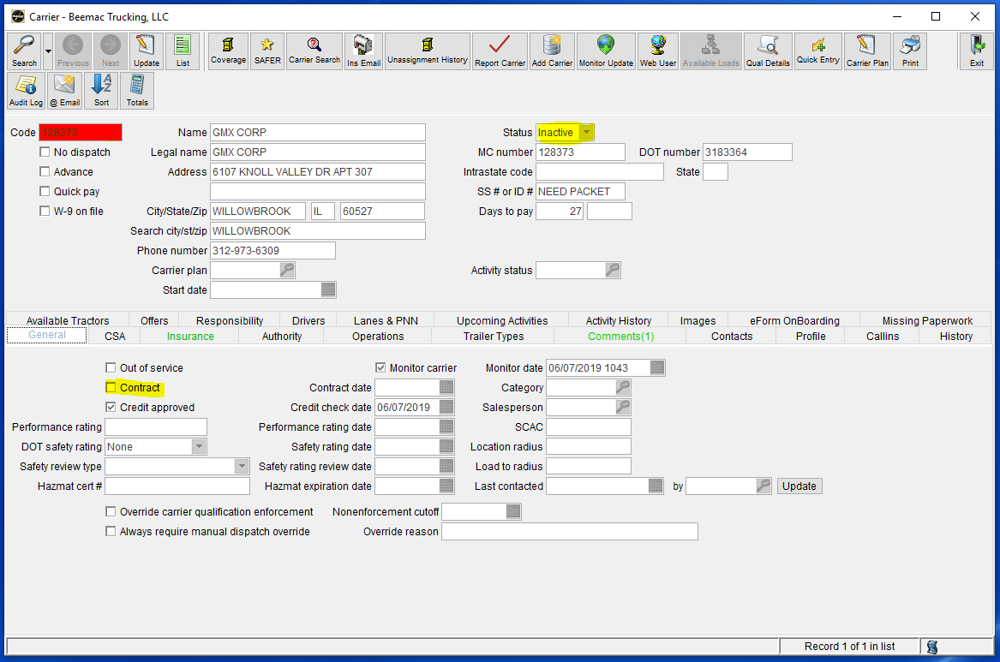 Carrier - Beemac Trucking, LLC
Search Previous Next Update List Coverage SAFER Carrier Search Ins Email Unassignment History Report Carrier Add Carrier Monitor Update Web User Available Loads Qual Details Quick Entry Carrier Plan Print Exit
Audit Log @ Email Sort Totals
Code 128373 Name GMX CORP Status Inactive
No dispatch Legal name GMX CORP MC number 128373 DOT number 3183364
Advance Address 6107 KNOLL VALLEY DR APT 307 Intrastate code State
Quick pay SS # or ID # NEED PACKET
W-9 on file City/State/Zip WILLOWBROOK IL 60527 Days to pay 27
Search city/st/zip WILLOWBROOK
Phone number 312-973-6309
Carrier plan Activity status
Start date
Available Tractors Offers Responsibility Drivers Lanes & PNN Upcoming Activities Activity History Images eForm OnBoarding Missing Paperwork
General CSA Insurance Authority Operations Trailer Types Comments(1) Contacts Profile Callins History
Out of service Monitor carrier Monitor date 06/07/2019 1043
Contract Contract date Category
Credit approved Credit check date 06/07/2019 Salesperson
Performance rating Performance rating date SCAC
DOT safety rating None Safety rating date Location radius
Safety review type Safety rating review date Load to radius
Hazmat cert # Hazmat expiration date Last contacted by Update
Override carrier qualification enforcement Nonenforcement cutoff
Always require manual dispatch override Override reason
Record 1 of 1 in list